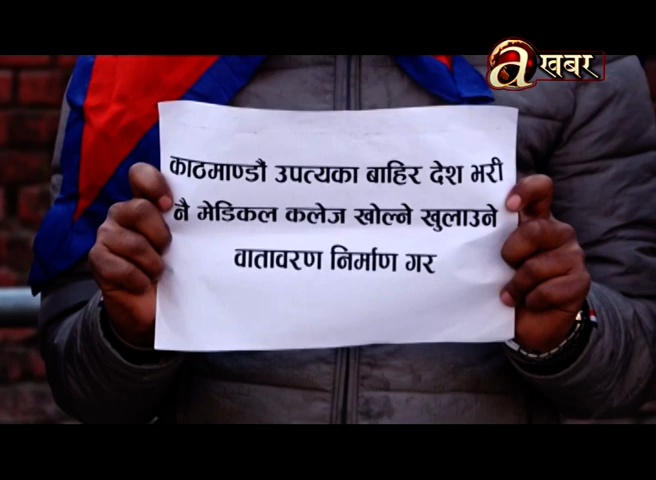 a खबर
काठमाण्डौं उपत्यका बाहिर देश भरी
नै मेडिकल कलेज खोल्ने खुलाउने
वातावरण निर्माण गर